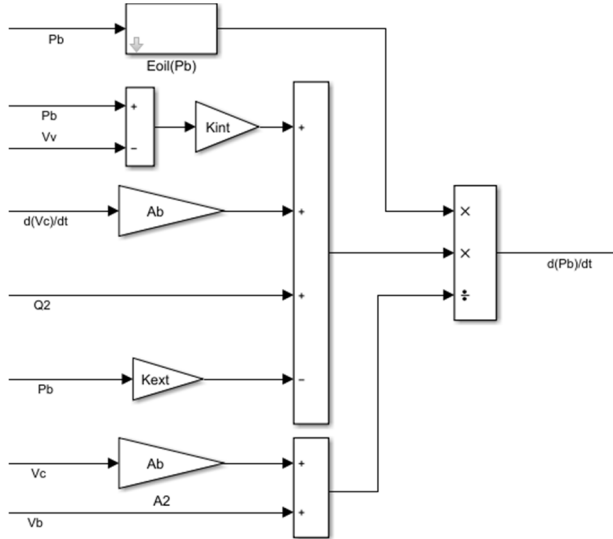 Pb
Eoil(Pb)
Pb
+
Vv
−
Kint
+
d(Vc)/dt
Ab
+
×
×
d(Pb)/dt
Q2
+
÷
Pb
Kext
−
Vc
Ab
+
A2
Vb
+